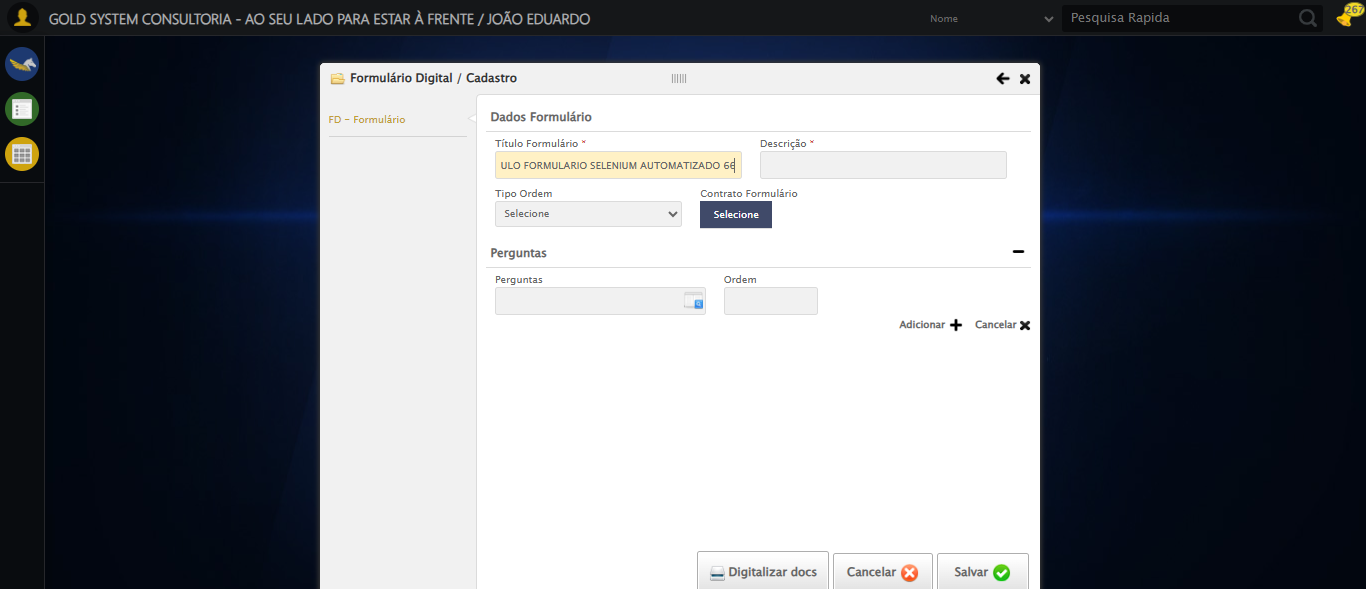 GOLD SYSTEM CONSULTORIA - AO SEU LADO PARA ESTAR À FRENTE / JOÃO EDUARDO
Nome
Pesquisa Rapida
267
Formulário Digital / Cadastro
FD - Formulário
Dados Formulário
Título Formulário *
Descrição *
ULO FORMULARIO SELENIUM AUTOMATIZADO 66
Tipo Ordem
Contrato Formulário
Selecione
Selecione
Perguntas
Perguntas
Ordem
Adicionar
Cancelar
Digitalizar docs
Cancelar
Salvar